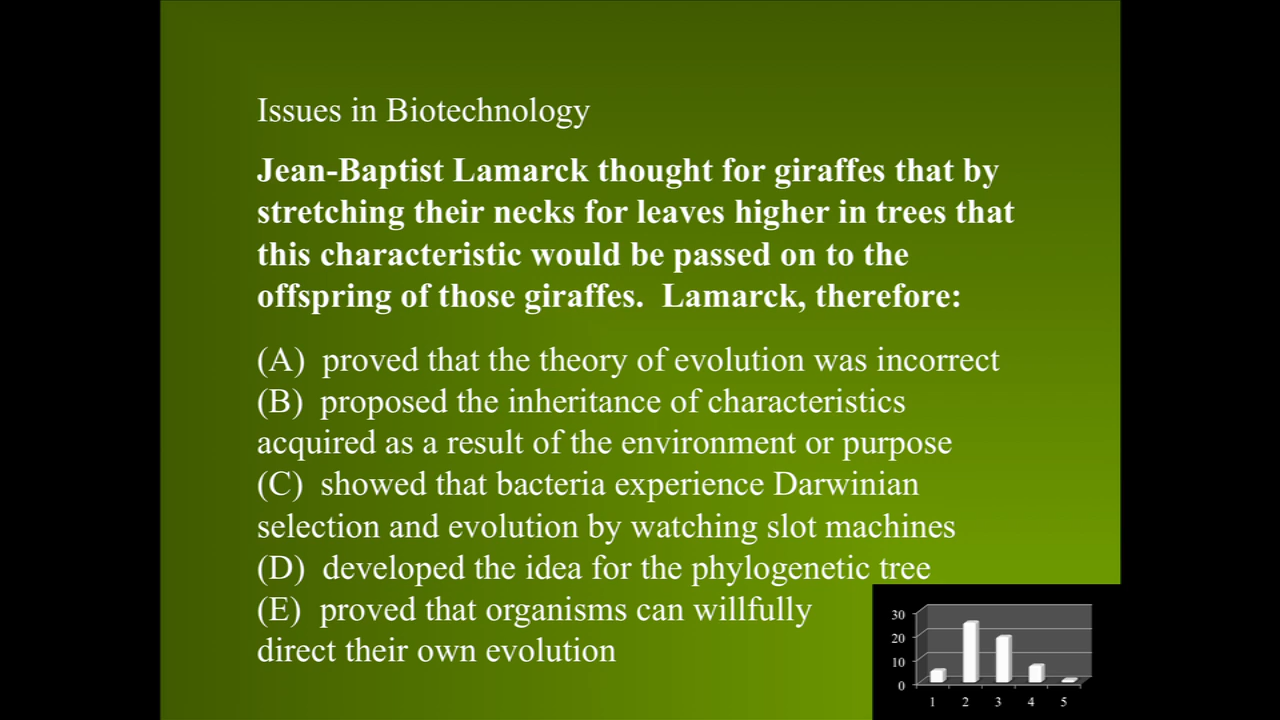 Issues in Biotechnology
Jean-Baptist Lamarck thought for giraffes that by
stretching their necks for leaves higher in trees that
this characteristic would be passed on to the
offspring of those giraffes.  Lamarck, therefore:
(A)  proved that the theory of evolution was incorrect
(B)  proposed the inheritance of characteristics
acquired as a result of the environment or purpose
(C)  showed that bacteria experience Darwinian
selection and evolution by watching slot machines
(D)  developed the idea for the phylogenetic tree
(E)  proved that organisms can willfully
direct their own evolution
30
20
10
0
1 2 3 4 5